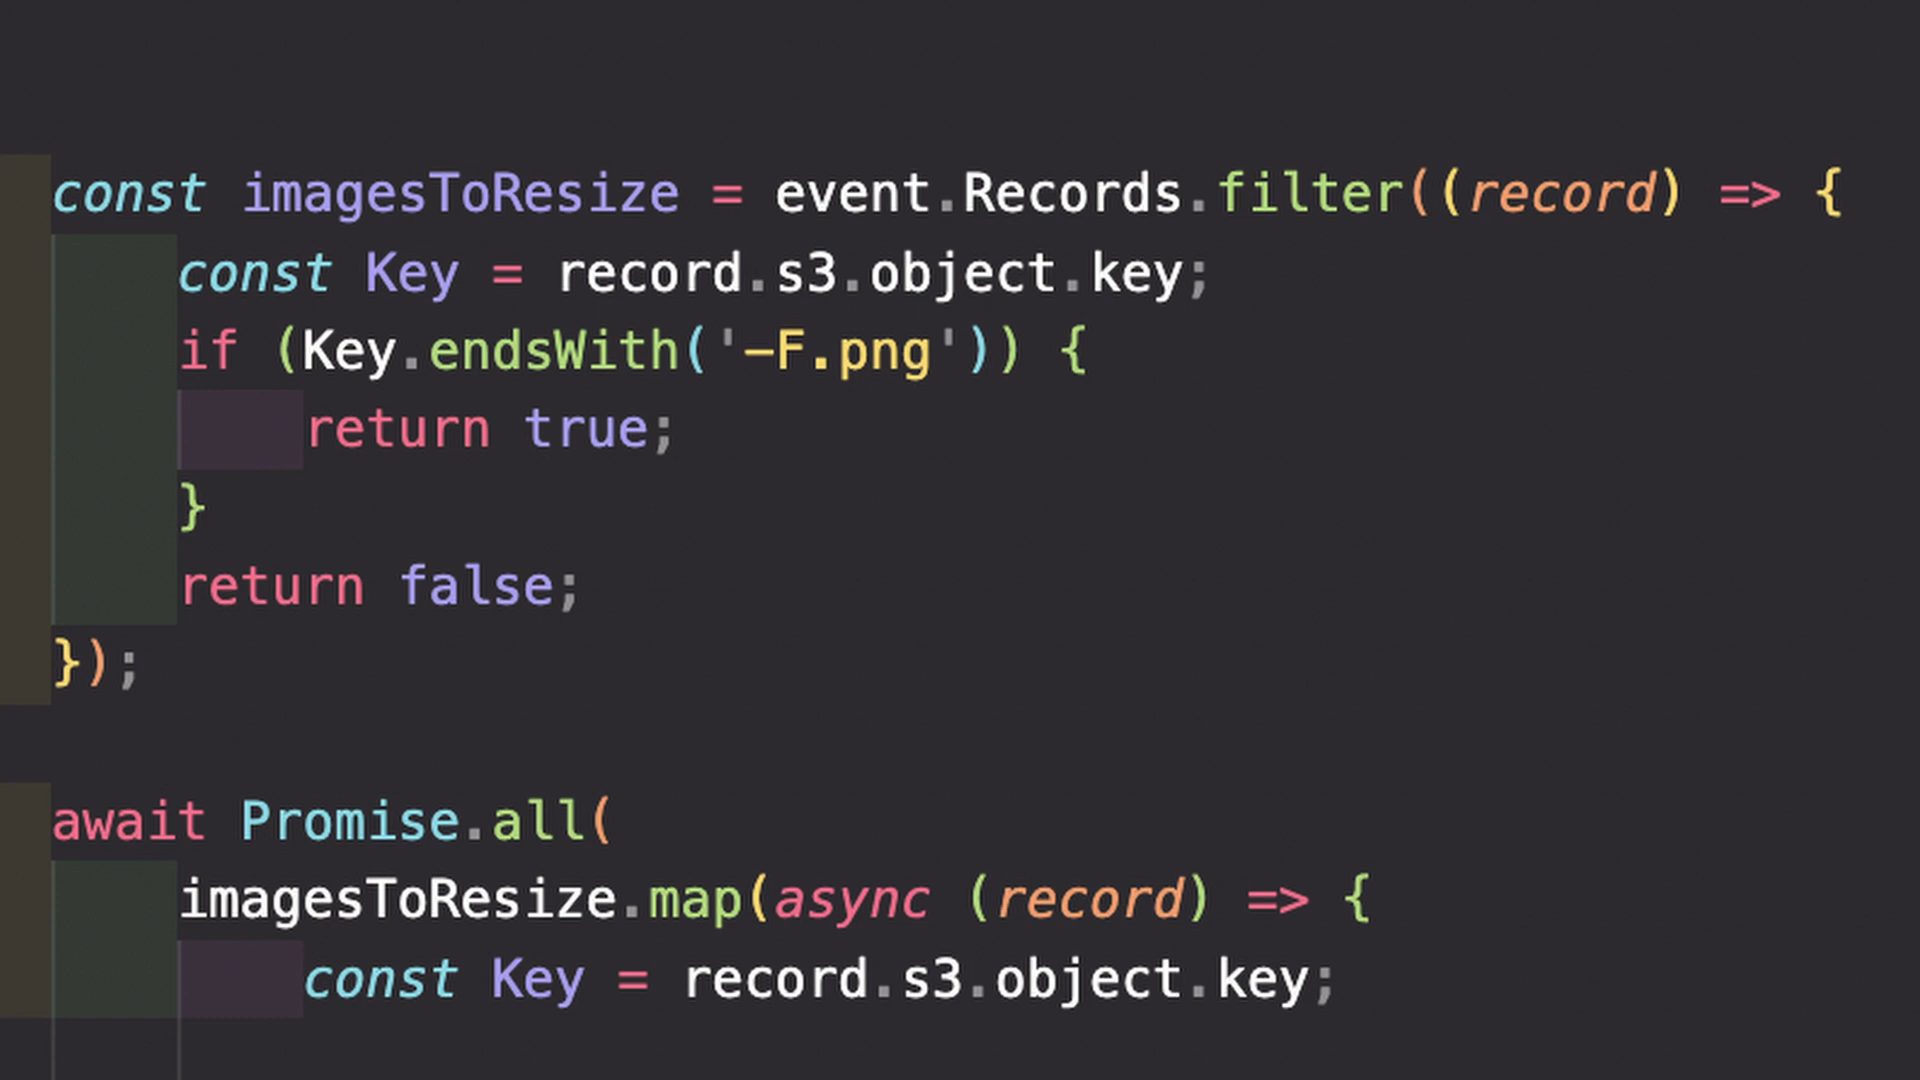 const imagesToResize = event.Records.filter((record) => {
const Key = record.s3.object.key;
if (Key.endsWith('-F.png')) {
return true;
}
return false;
});
await Promise.all(
imagesToResize.map(async (record) => {
const Key = record.s3.object.key;